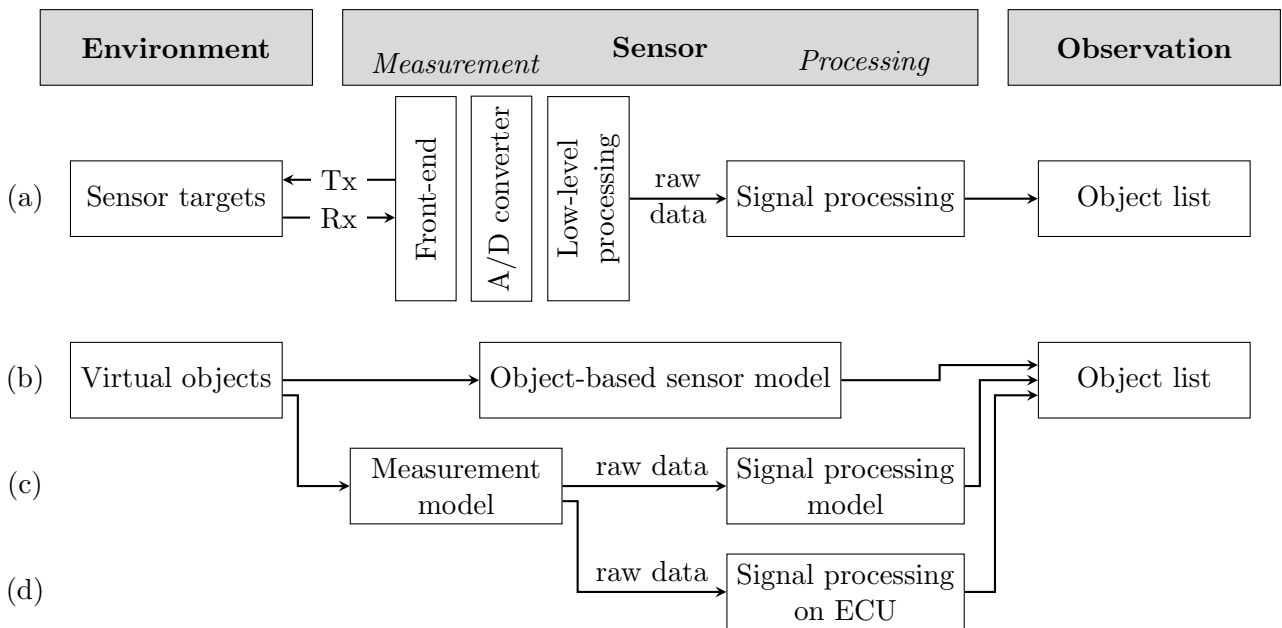 Environment
Sensor
Measurement
Processing
Observation
(a)
Sensor targets
Tx
Rx
Front-end
A/D converter
Low-level
processing
raw
data
Signal processing
Object list
(b)
Virtual objects
Object-based sensor model
Object list
(c)
Measurement
model
raw data
Signal processing
model
(d)
raw data
Signal processing
on ECU